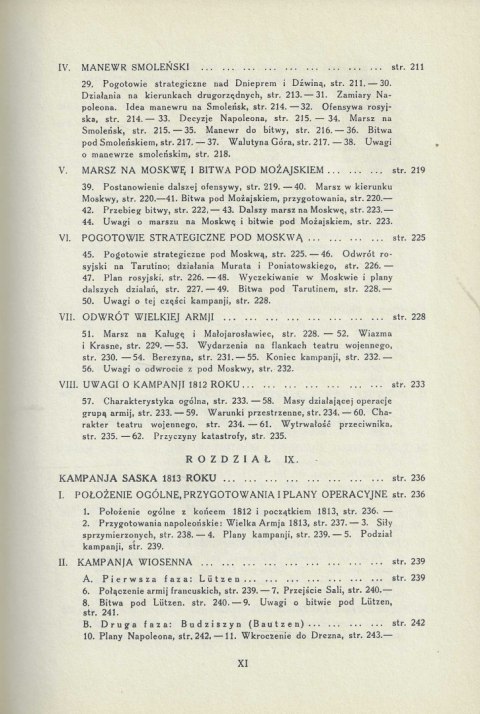 IV. MANEWR SMOLEŃSKI ... ... ... ... ... ... ... ... ... str. 211
29. Pogotowie strategiczne nad Dnieprem i Dźwiną, str. 211. — 30.
Działania na kierunkach drugorzędnych, str. 213. — 31. Zamiary Na-
poleona. Idea manewru na Smoleńsk, str. 214. — 32. Ofensywa rosyj-
ska, str. 214 — 33. Decyzje Napoleona, str. 215. — 34. Marsz na
Smoleńsk, str. 215. — 35. Manewr do bitwy, str. 216. — 36. Bitwa
pod Smoleńskiem, str. 217. — 37. Walutyna Góra, str. 217. — 38. Uwagi
o manewrze smoleńskim, str. 218.
V. MARSZ NA MOSKWĘ I BITWA POD MOŻAJSKIEM ... ... ... str. 219
39. Postanowienie dalszej ofensywy, str. 219. — 40. Marsz w kierunku
Moskwy, str. 220. — 41. Bitwa pod Możajskiem, przygotowania, str. 220. —
42. Przebieg bitwy, str. 222. — 43. Dalszy marsz na Moskwę, str. 223. —
44. Uwagi o marszu na Moskwę i bitwie pod Możajskiem, str. 223.
VI. POGOTOWIE STRATEGICZNE POD MOSKWĄ ... ... ... ... str. 225
45. Pogotowie strategiczne pod Moskwą, str. 225. — 46. Odwrót ro-
syjski na Tarutino; działania Murata i Poniatowskiego, str. 226. —
47. Plan rosyjski, str. 226. — 48. Wyczekiwanie w Moskwie i plany
dalszych działań, str. 227. — 49. Bitwa pod Tarutinem, str. 228. —
50. Uwagi o tej części kampanji, str. 228.
VII. ODWRÓT WIELKIEJ ARMJI ... ... ... ... ... ... ... ... str. 228
51. Marsz na Kaługę i Małojarosławiec, str. 228. — 52. Wiazma
i Krasne, str. 229. — 53. Wydarzenia na flankach teatru wojennego,
str. 230. — 54. Berezyna, str. 231. — 55. Koniec kampanji, str. 232. —
56. Uwagi o odwrocie z pod Moskwy, str. 232.
VIII. UWAGI O KAMPANJI 1812 ROKU ... ... ... ... ... ... ... str. 233
57. Charakterystyka ogólna, str. 233. — 58. Masy działającej operacje
grupą armij, str. 233. — 59. Warunki przestrzenne, str. 234. — 60. Cha-
rakter teatru wojennego, str. 234. — 61. Wytrwałość przeciwnika,
str. 235. — 62. Przyczyny katastrofy, str. 235.
ROZDZIAŁ IX.
KAMPANJA SASKA 1813 ROKU ... ... ... ... ... ... ... ... str. 236
I. POŁOŻENIE OGÓLNE, PRZYGOTOWANIA I PLANY OPERACYJNE str. 236
1. Położenie ogólne z końcem 1812 i początkiem 1813, str. 236. —
2. Przygotowania napoleońskie: Wielka Armja 1813, str. 237. — 3. Siły
sprzymierzonych, str. 238. — 4. Plany kampanji, str. 239. — 5. Podział
kampanji, str. 239.
II. KAMPANJA WIOSENNA ... ... ... ... ... ... ... ... ... str. 239
A. Pierwsza faza: Lützen ... ... ... ... ... ... ... str. 239
6. Połączenie armij francuskich, str. 239. — 7. Przejście Sali, str. 240. —
8. Bitwa pod Lützen. str. 240. — 9. Uwagi o bitwie pod Lützen,
str. 241.
B. Druga faza: Budziszyn (Bautzen) ... ... ... ... str. 242
10. Plany Napoleona, str. 242. — 11. Wkroczenie do Drezna, str. 243. —
XI